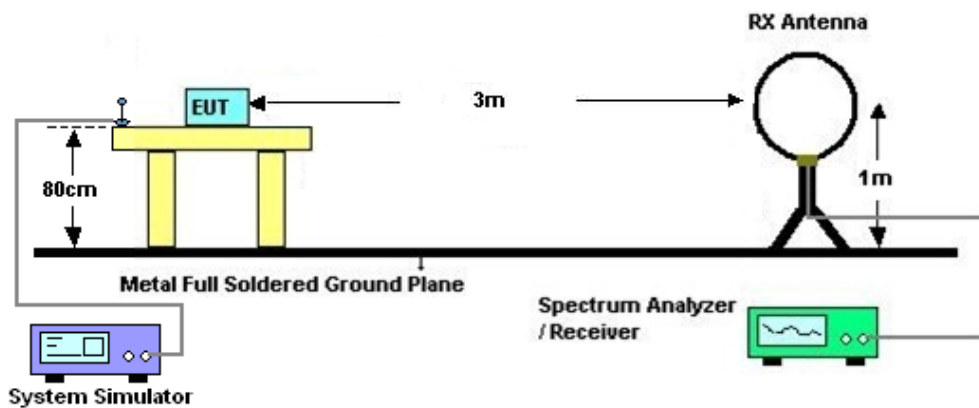 RX Antenna
EUT
3m
80cm
1m
Metal Full Soldered Ground Plane
Spectrum Analyzer
/ Receiver
System Simulator